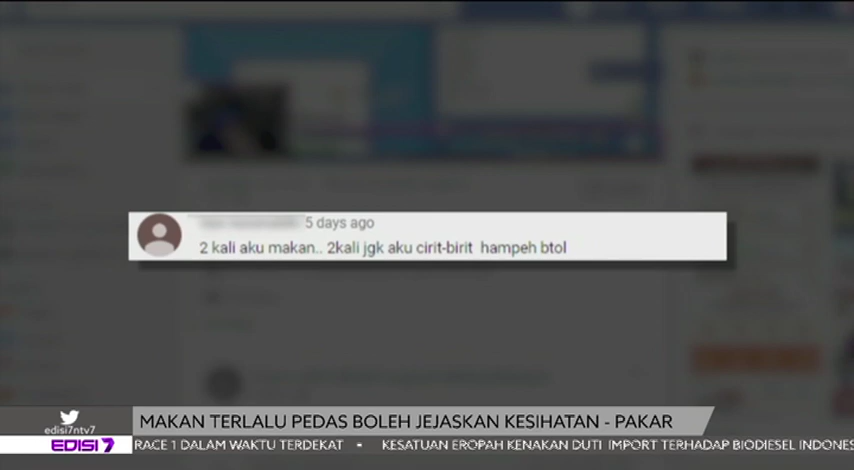 5 days ago
2 kali aku makan.. 2kali jgk aku cirit-birit hampeh btol
MAKAN TERLALU PEDAS BOLEH JEJASKAN KESIHATAN - PAKAR
edisi7ntv7
EDISI 7
RACE 1 DALAM WAKTU TERDEKAT • KESATUAN EROPAH KENAKAN DUTI IMPORT TERHADAP BIODIESEL INDONES